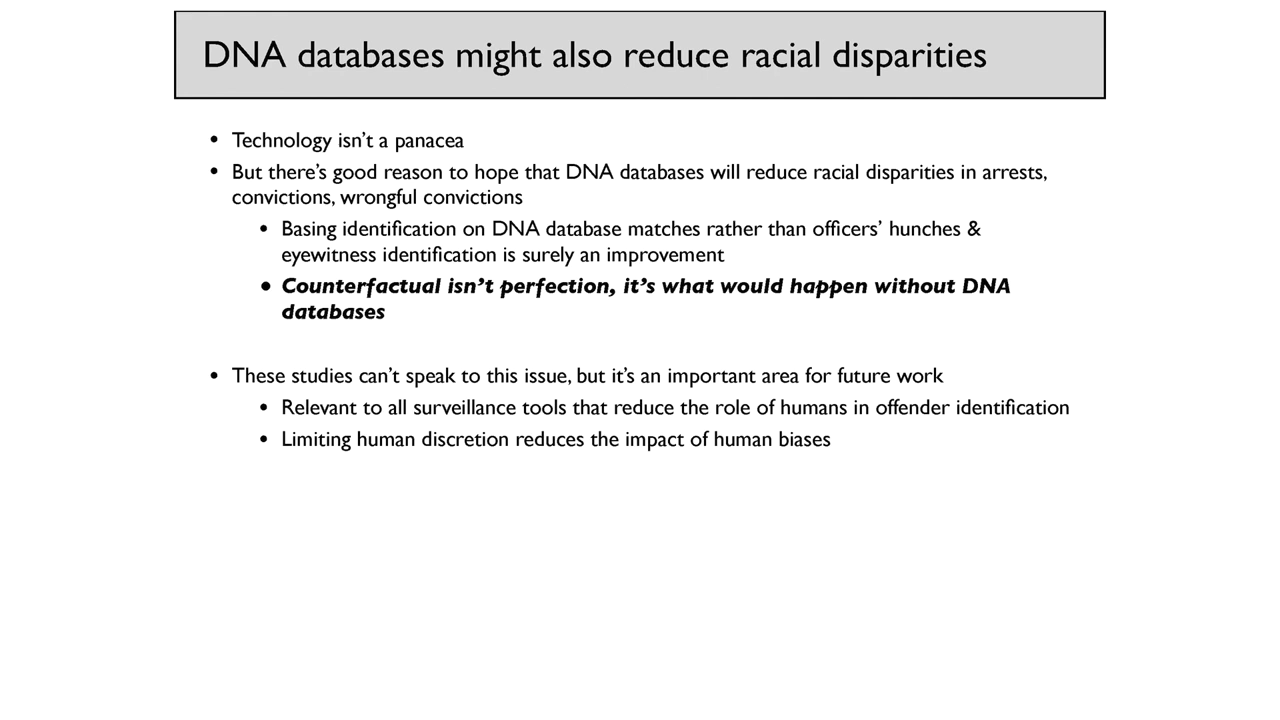 DNA databases might also reduce racial disparities
• Technology isn’t a panacea
• But there’s good reason to hope that DNA databases will reduce racial disparities in arrests,
convictions, wrongful convictions
• Basing identification on DNA database matches rather than officers’ hunches &
eyewitness identification is surely an improvement
• Counterfactual isn’t perfection, it’s what would happen without DNA
databases
• These studies can’t speak to this issue, but it’s an important area for future work
• Relevant to all surveillance tools that reduce the role of humans in offender identification
• Limiting human discretion reduces the impact of human biases